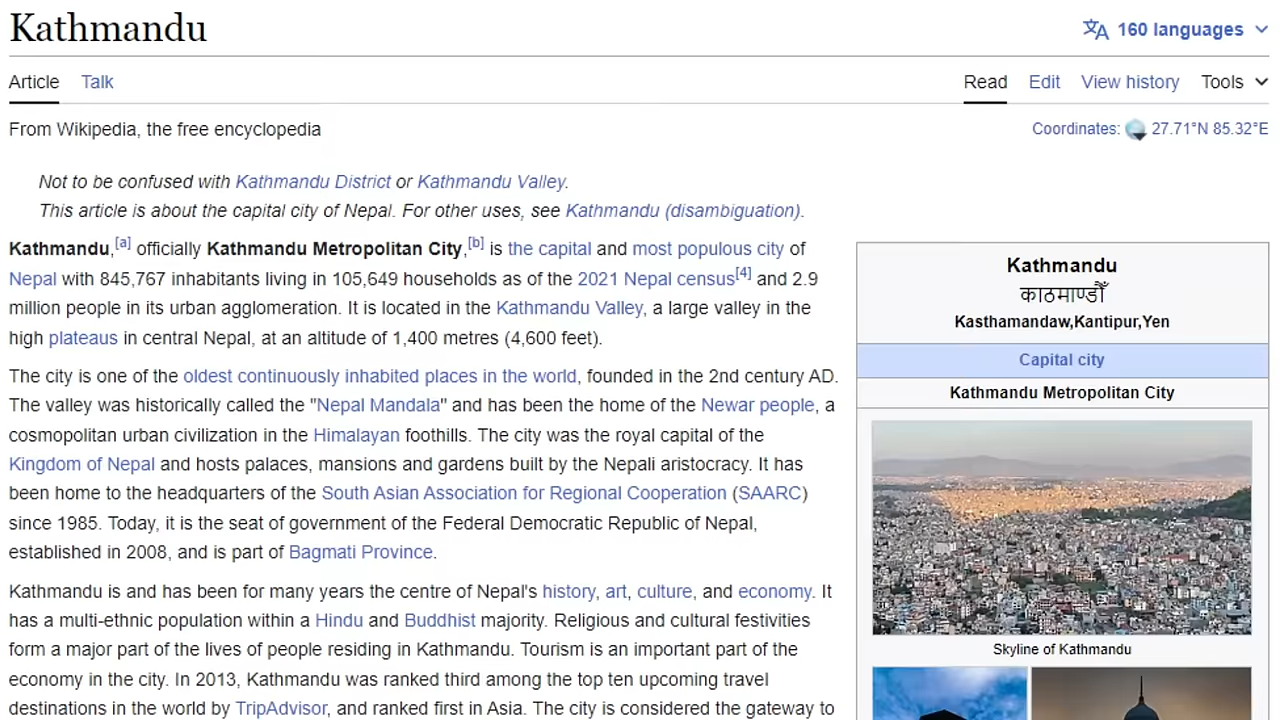 Kathmandu
160 languages
Article Talk
Read Edit View history Tools
From Wikipedia, the free encyclopedia
Coordinates: 27.71°N 85.32°E
Not to be confused with Kathmandu District or Kathmandu Valley.
This article is about the capital city of Nepal. For other uses, see Kathmandu (disambiguation).
Kathmandu,[a] officially Kathmandu Metropolitan City,[b] is the capital and most populous city of
Nepal with 845,767 inhabitants living in 105,649 households as of the 2021 Nepal census[4] and 2.9
million people in its urban agglomeration. It is located in the Kathmandu Valley, a large valley in the
high plateaus in central Nepal, at an altitude of 1,400 metres (4,600 feet).
The city is one of the oldest continuously inhabited places in the world, founded in the 2nd century AD.
The valley was historically called the "Nepal Mandala" and has been the home of the Newar people, a
cosmopolitan urban civilization in the Himalayan foothills. The city was the royal capital of the
Kingdom of Nepal and hosts palaces, mansions and gardens built by the Nepali aristocracy. It has
been home to the headquarters of the South Asian Association for Regional Cooperation (SAARC)
since 1985. Today, it is the seat of government of the Federal Democratic Republic of Nepal,
established in 2008, and is part of Bagmati Province.
Kathmandu is and has been for many years the centre of Nepal's history, art, culture, and economy. It
has a multi-ethnic population within a Hindu and Buddhist majority. Religious and cultural festivities
form a major part of the lives of people residing in Kathmandu. Tourism is an important part of the
economy in the city. In 2013, Kathmandu was ranked third among the top ten upcoming travel
destinations in the world by TripAdvisor, and ranked first in Asia. The city is considered the gateway to
Kathmandu
काठमाण्डौँ
Kasthamandaw,Kantipur,Yen
Capital city
Kathmandu Metropolitan City
Skyline of Kathmandu